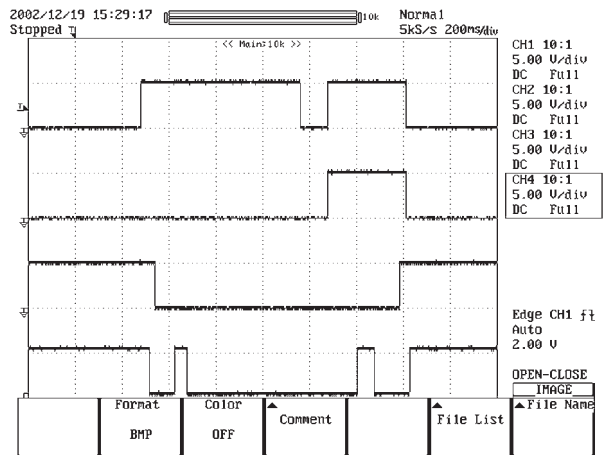 2002/12/19 15:29:17
Stopped
10k
Normal
5kS/s 200ms/div
<< Main:10k >>
CH1 10:1
5.00 V/div
DC Full
CH2 10:1
5.00 V/div
DC Full
CH3 10:1
5.00 V/div
DC Full
CH4 10:1
5.00 V/div
DC Full
Edge CH1
Auto
2.00 V
OPEN-CLOSE
IMAGE
Format
BMP
Color
OFF
Comment
File List
File Name